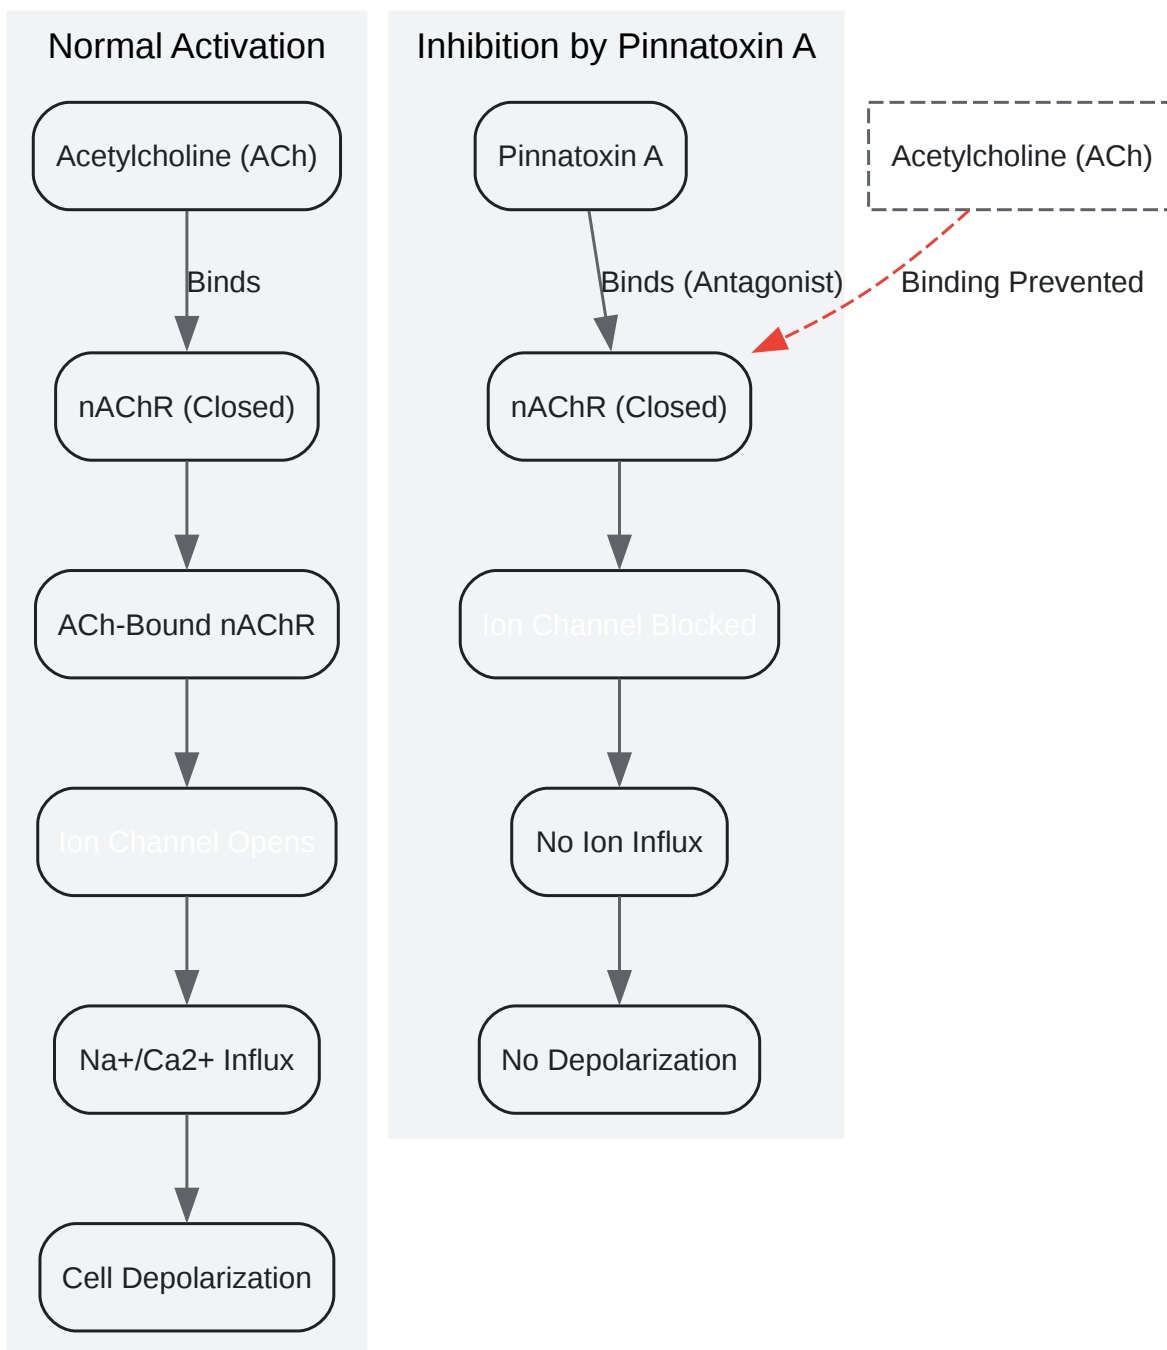 Normal Activation
Acetylcholine (ACh)
Binds
nAChR (Closed)
ACh-Bound nAChR
Ion Channel Opens
Na+/Ca2+ Influx
Cell Depolarization
Inhibition by Pinnatoxin A
Pinnatoxin A
Binds (Antagonist)
nAChR (Closed)
Ion Channel Blocked
No Ion Influx
No Depolarization
Acetylcholine (ACh)
Binding Prevented